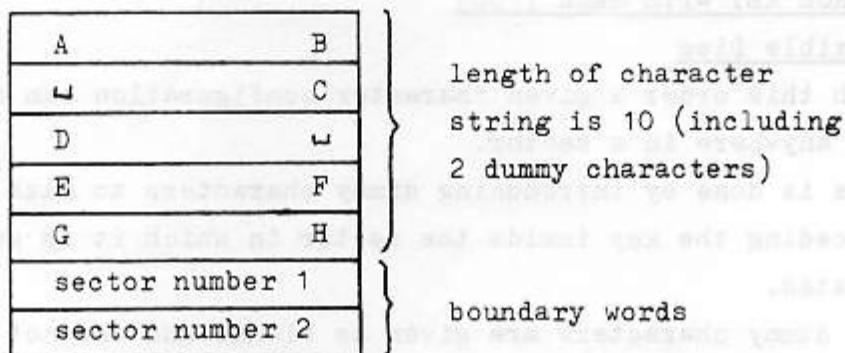 A B
␣ C
D ␣
E F
G H
sector number 1
sector number 2
length of character
string is 10 (including
2 dummy characters)
boundary words